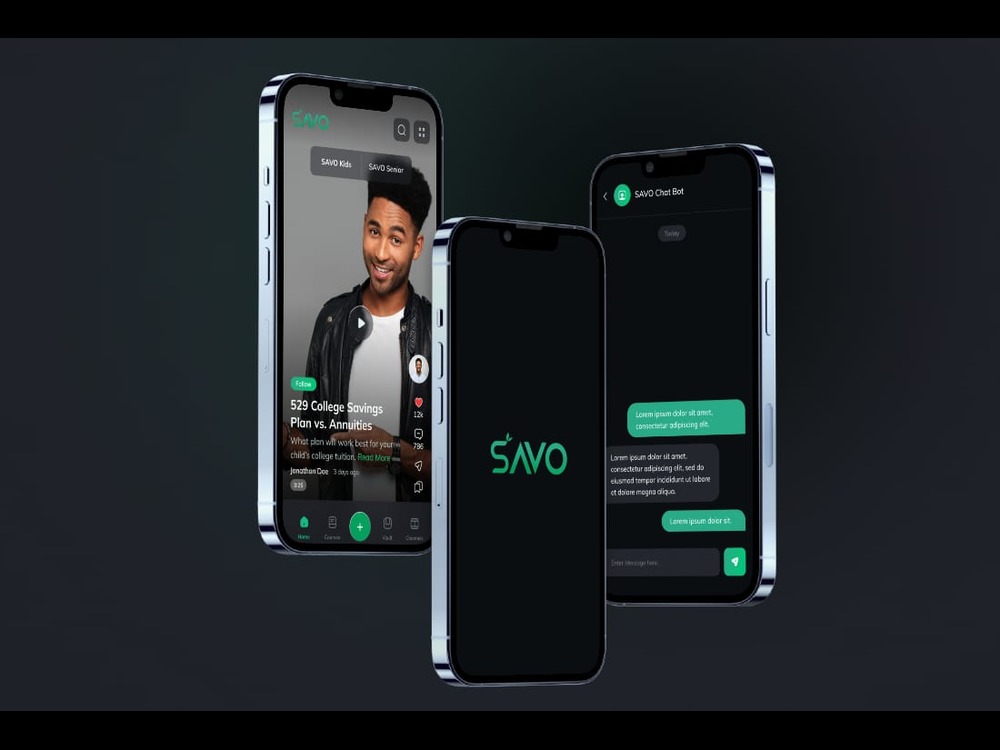 SAVO
SAVO Kids
SAVO Senior
Follow
529 College Savings
Plan vs. Annuities
What plan will work best for your
child's college tuition. Read More
Jonathan Doe 3 days ago
3:25
12k
786
Home
Courses
Vault
Channels
SAVO
SAVO Chat Bot
Today
Lorem ipsum dolor sit amet,
consectetur adipiscing elit.
Lorem ipsum dolor sit amet,
consectetur adipiscing elit, sed do
eiusmod tempor incididunt ut labore
et dolore magna aliqua.
Lorem ipsum dolor sit.
Enter Message here...